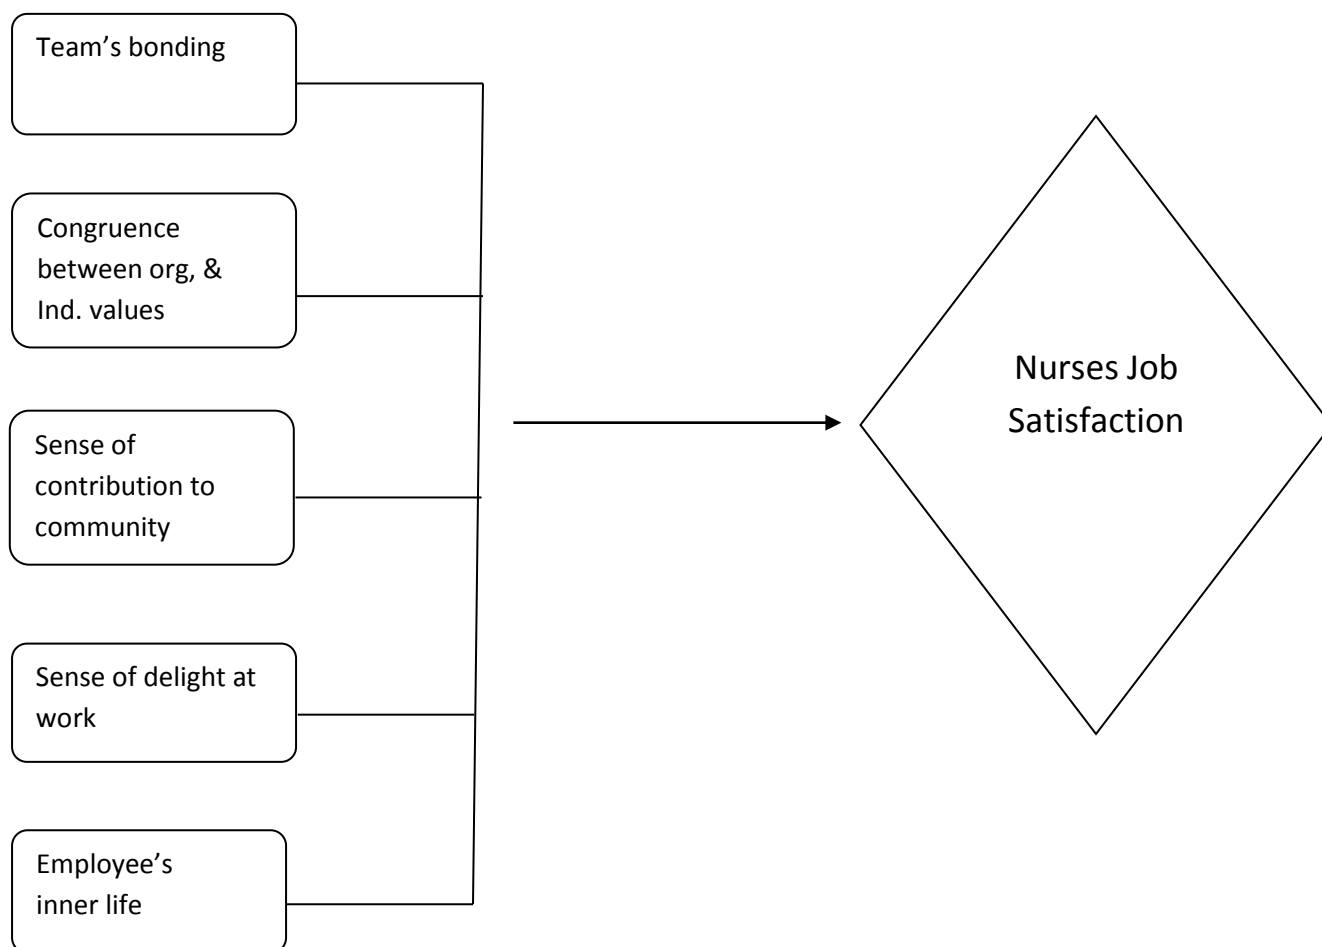 Team’s bonding
Congruence
between org, &
Ind. values
Sense of
contribution to
community
Sense of delight at
work
Employee’s
inner life
Nurses Job
Satisfaction